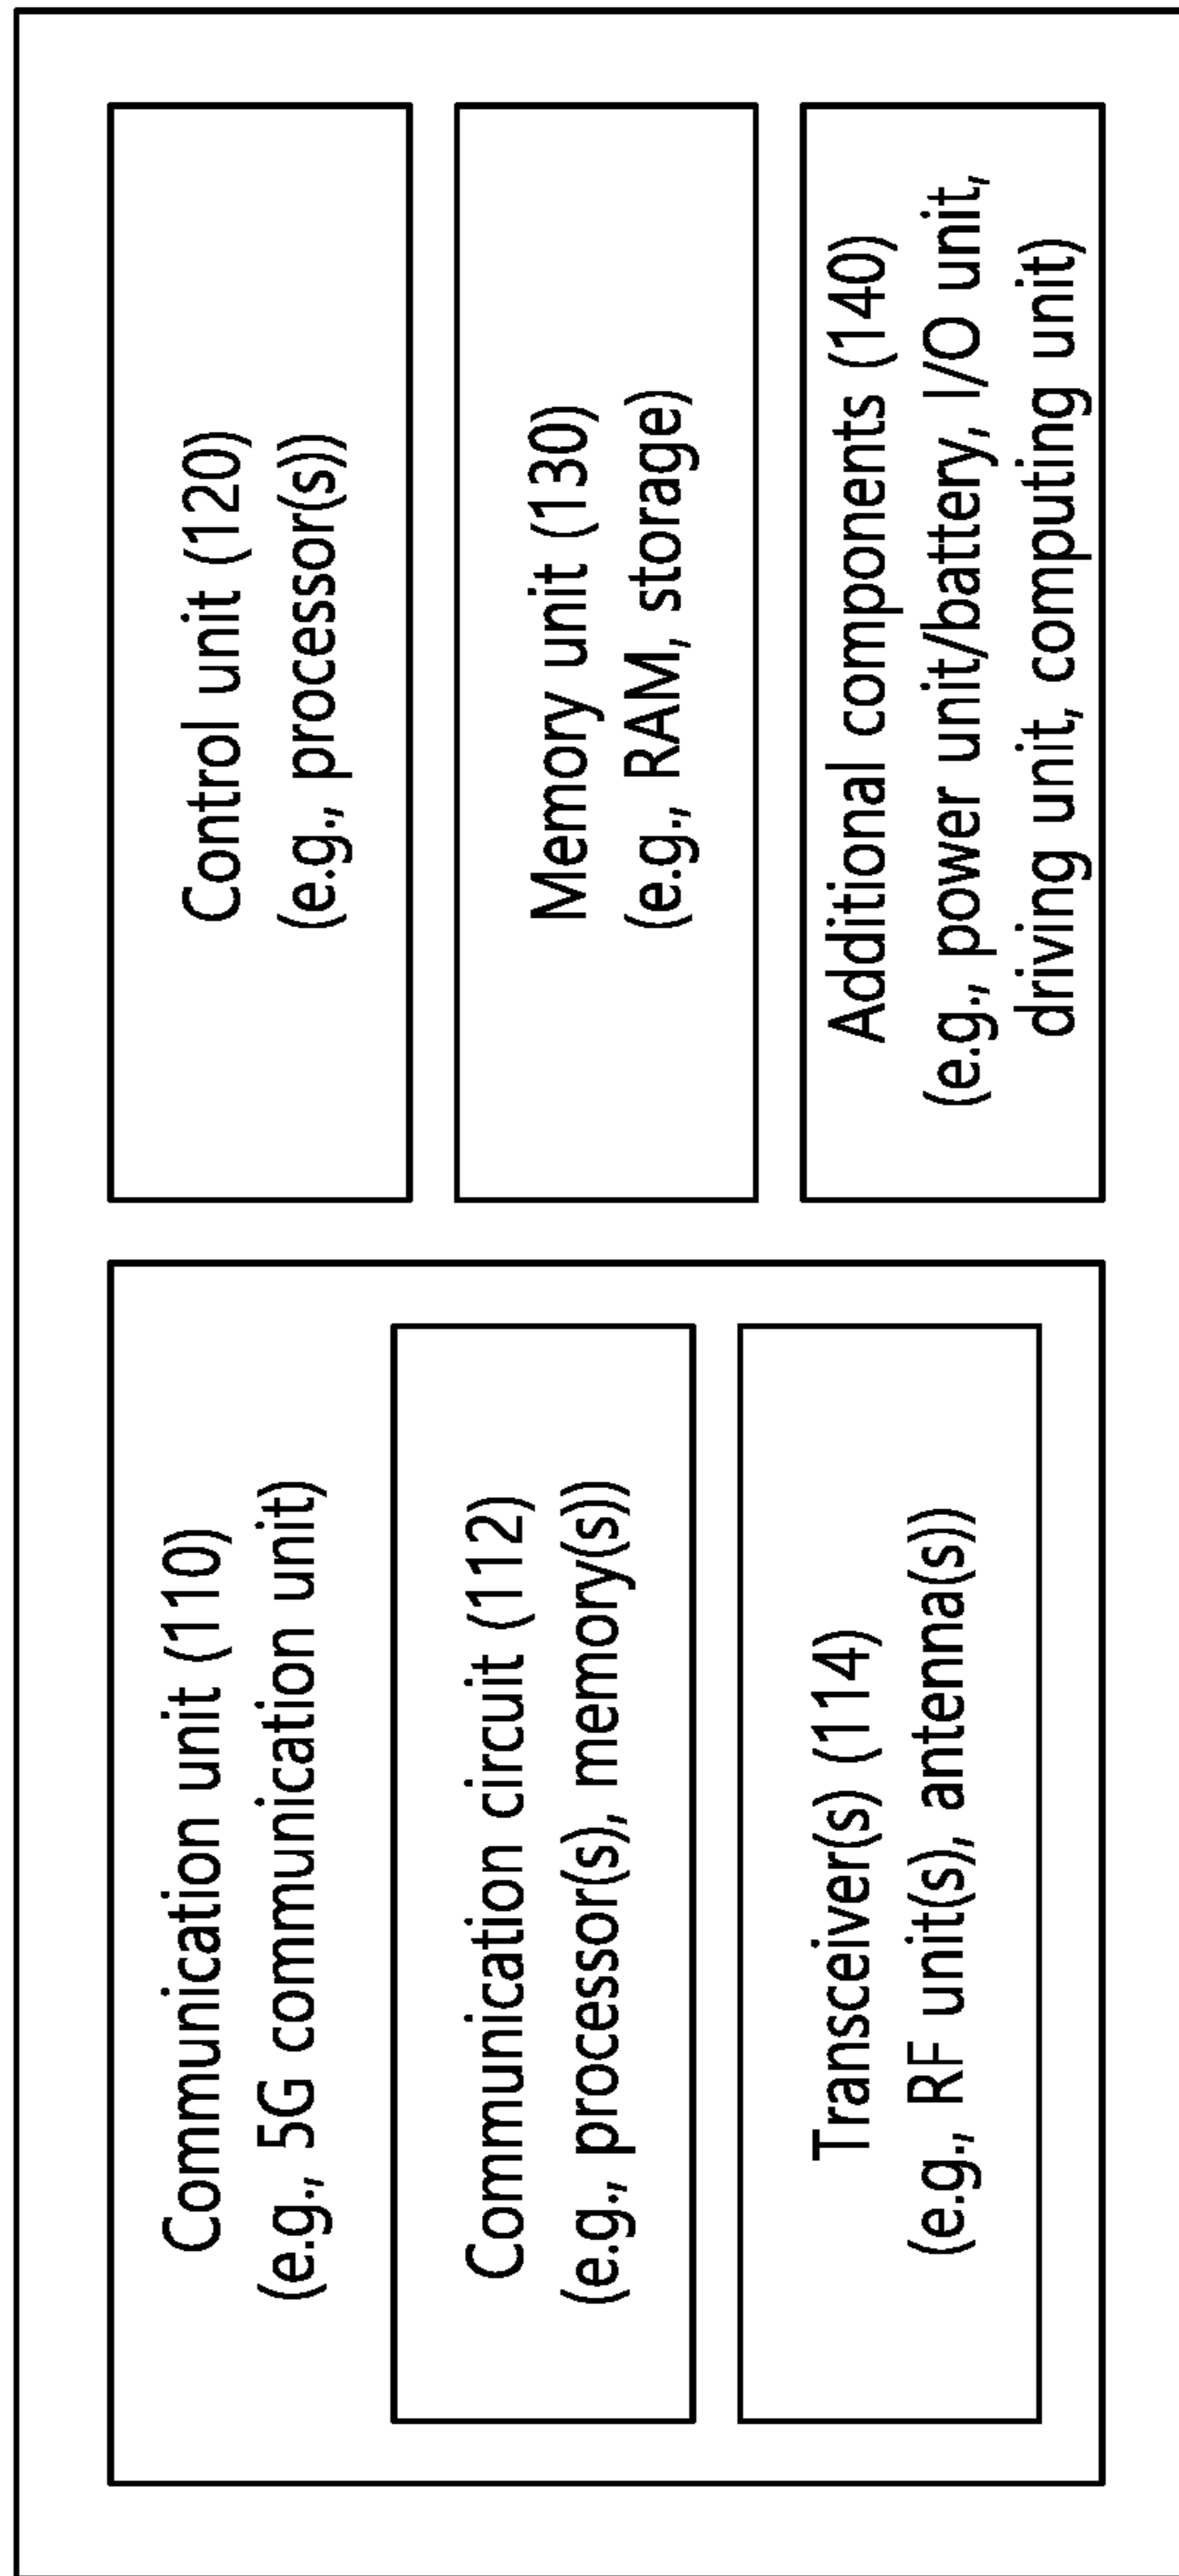 Communication unit (110)
(e.g., 5G communication unit)
Communication circuit (112)
(e.g., processor(s), memory(s))
Transceiver(s) (114)
(e.g., RF unit(s), antenna(s))
Control unit (120)
(e.g., processor(s))
Memory unit (130)
(e.g., RAM, storage)
Additional components (140)
(e.g., power unit/battery, I/O unit,
driving unit, computing unit)